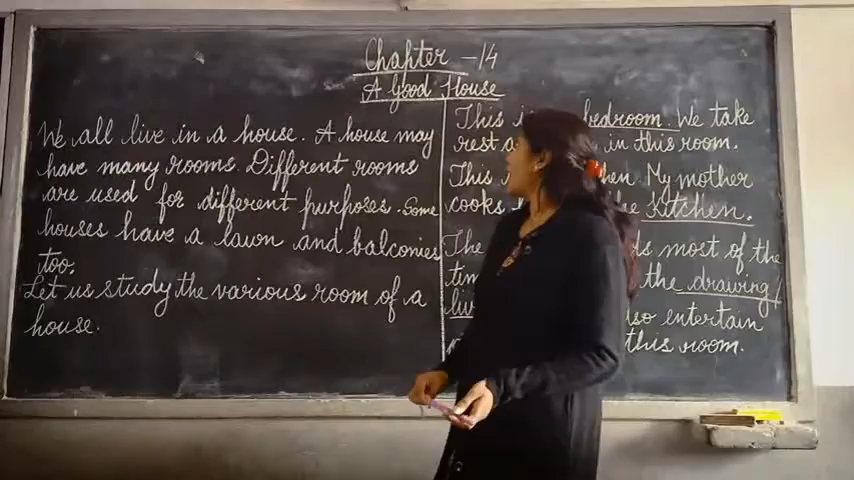 Chapter -14
A Good House
We all live in a house. A house may
have many rooms. Different rooms
are used for different purposes. Some
houses have a lawn and balconies
too.
Let us study the various room of a
house.
This bedroom. We take
rest in this room.
This My mother
cooks Kitchen.
The most of the
the drawing/
entertain
this room.